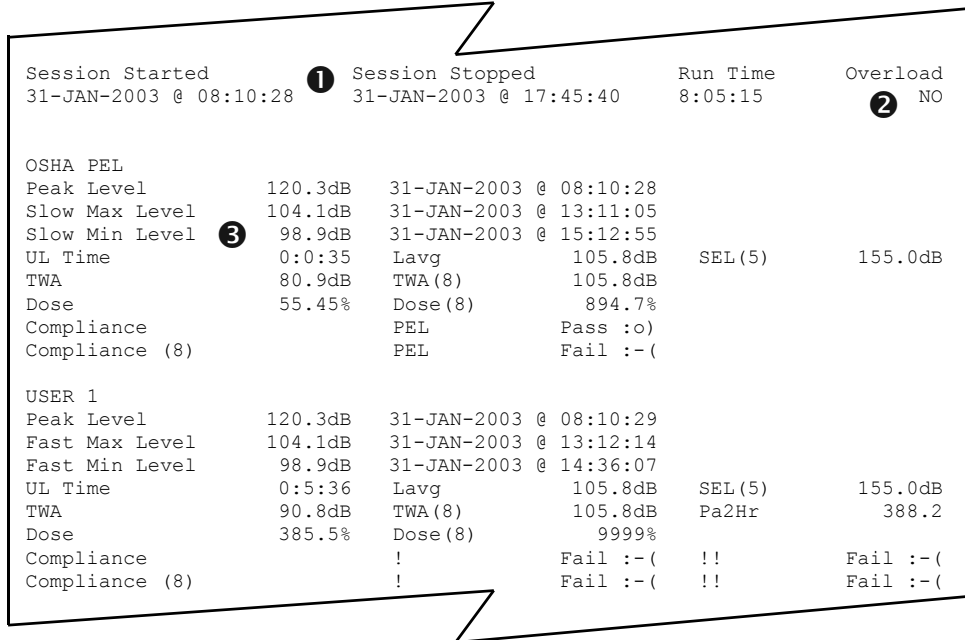 Session Started ❶ Session Stopped Run Time Overload
31-JAN-2003 @ 08:10:28 31-JAN-2003 @ 17:45:40 8:05:15 ❷ NO
OSHA PEL
Peak Level 120.3dB 31-JAN-2003 @ 08:10:28
Slow Max Level 104.1dB 31-JAN-2003 @ 13:11:05
Slow Min Level ❸ 98.9dB 31-JAN-2003 @ 15:12:55
UL Time 0:0:35 Lavg 105.8dB SEL(5) 155.0dB
TWA 80.9dB TWA(8) 105.8dB
Dose 55.45% Dose(8) 894.7%
Compliance PEL Pass :o)
Compliance (8) PEL Fail :-(
USER 1
Peak Level 120.3dB 31-JAN-2003 @ 08:10:29
Fast Max Level 104.1dB 31-JAN-2003 @ 13:12:14
Fast Min Level 98.9dB 31-JAN-2003 @ 14:36:07
UL Time 0:5:36 Lavg 105.8dB SEL(5) 155.0dB
TWA 90.8dB TWA(8) 105.8dB Pa2Hr 388.2
Dose 385.5% Dose(8) 9999%
Compliance ! Fail :-( !! Fail :-(
Compliance (8) ! Fail :-( !! Fail :-(